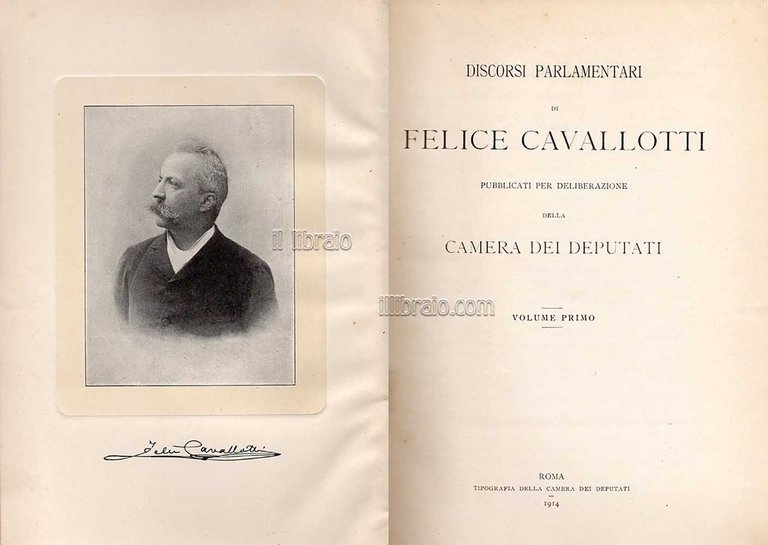 Felice Cavallotti
DISCORSI PARLAMENTARI
DI
FELICE CAVALLOTTI
PUBBLICATI PER DELIBERAZIONE
DELLA
CAMERA DEI DEPUTATI
VOLUME PRIMO
ROMA
TIPOGRAFIA DELLA CAMERA DEI DEPUTATI
1914
il libraio
illibraio.com